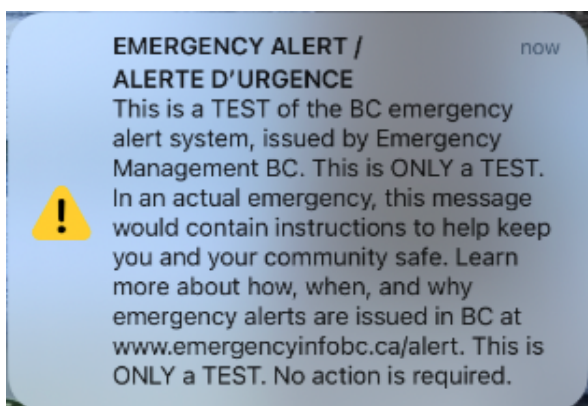 EMERGENCY ALERT / now
ALERTE D'URGENCE
This is a TEST of the BC emergency
alert system, issued by Emergency
Management BC. This is ONLY a TEST.
In an actual emergency, this message
would contain instructions to help keep
you and your community safe. Learn
more about how, when, and why
emergency alerts are issued in BC at
www.emergencyinfobc.ca/alert. This is
ONLY a TEST. No action is required.